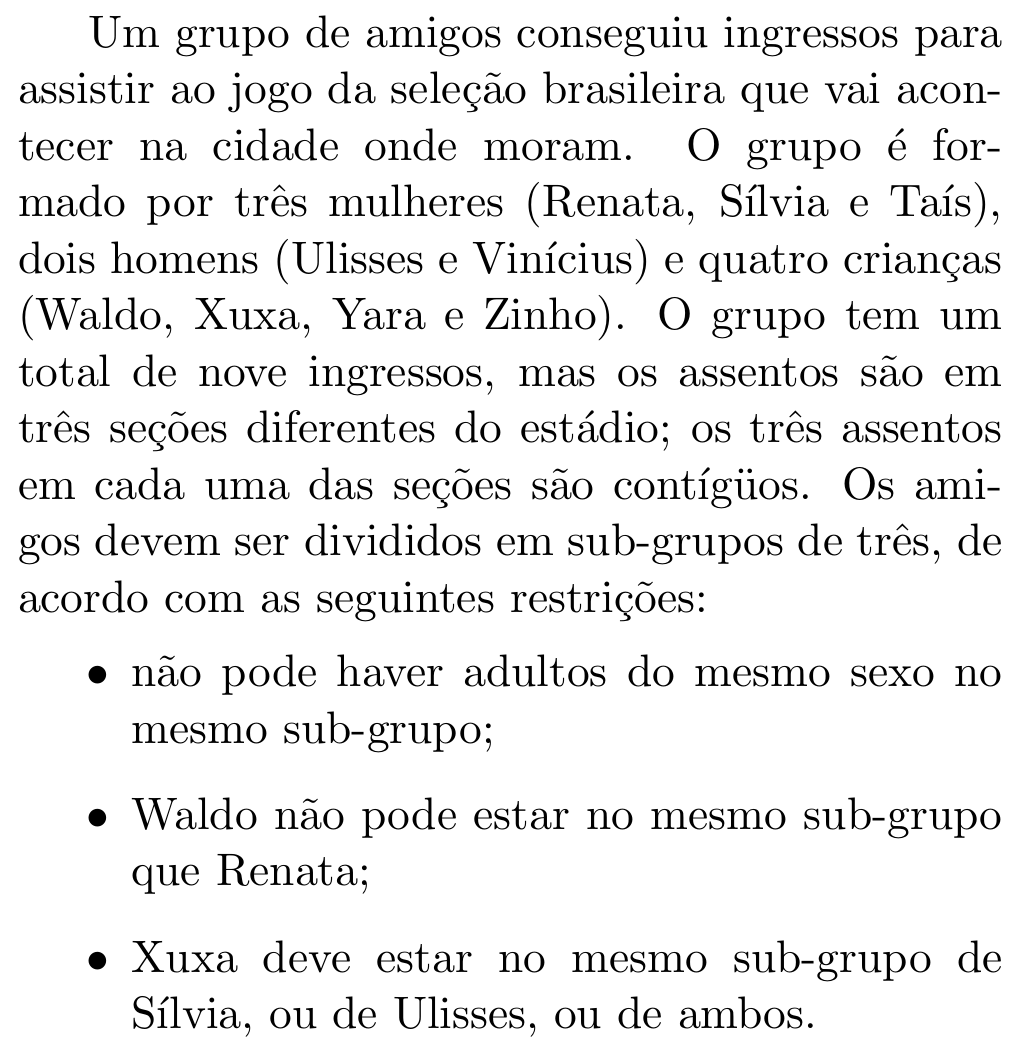 Um grupo de amigos conseguiu ingressos para
assistir ao jogo da seleção brasileira que vai acon-
tecer na cidade onde moram. O grupo é for-
mado por três mulheres (Renata, Sílvia e Taís),
dois homens (Ulisses e Vinícius) e quatro crianças
(Waldo, Xuxa, Yara e Zinho). O grupo tem um
total de nove ingressos, mas os assentos são em
três seções diferentes do estádio; os três assentos
em cada uma das seções são contígüos. Os ami-
gos devem ser divididos em sub-grupos de três, de
acordo com as seguintes restrições:
• não pode haver adultos do mesmo sexo no
mesmo sub-grupo;
• Waldo não pode estar no mesmo sub-grupo
que Renata;
• Xuxa deve estar no mesmo sub-grupo de
Sílvia, ou de Ulisses, ou de ambos.